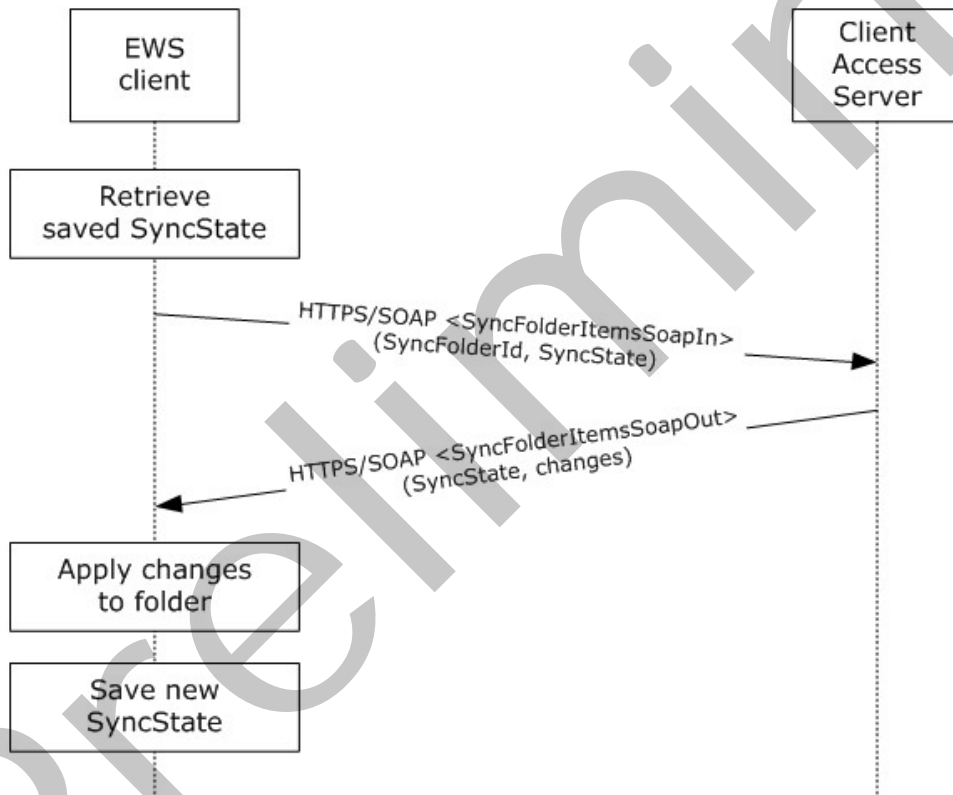 EWS
client
Client
Access
Server
Retrieve
saved SyncState
HTTPS/SOAP <SyncFolderItemsSoapIn>
(SyncFolderId, SyncState)
HTTPS/SOAP <SyncFolderItemsSoapOut>
(SyncState, changes)
Apply changes
to folder
Save new
SyncState
Prelimin